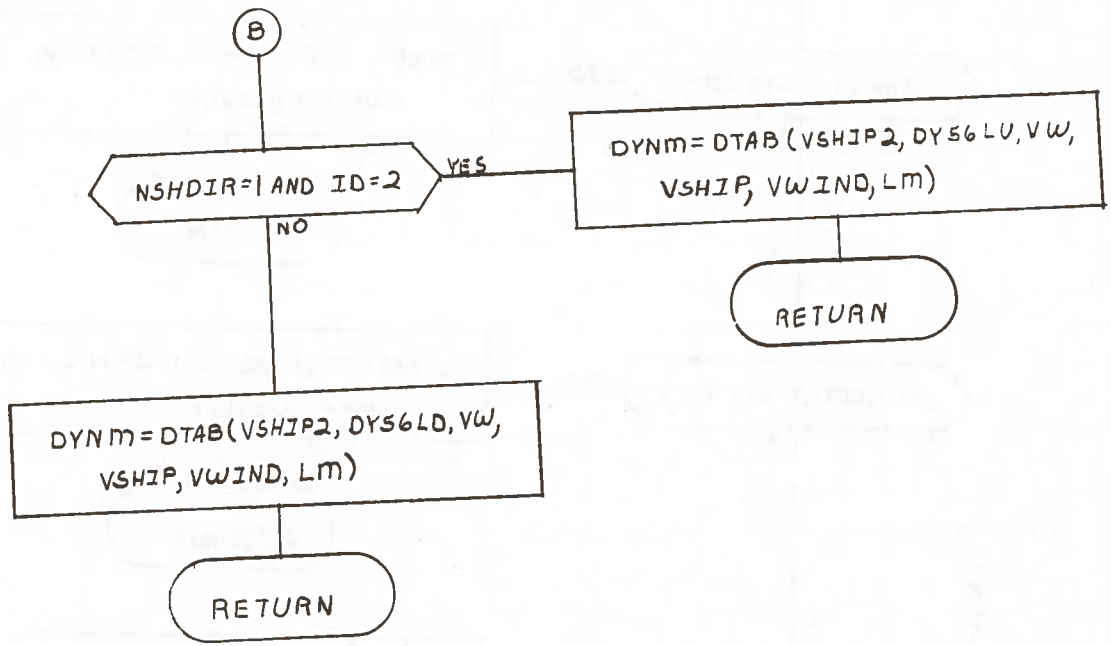 B
NSHDIR=1 AND ID=2
YES
DYNM=DTAB(VSHIP2, DY56LU, VW,
VSHIP, VWIND, LM)
RETURN
NO
DYNM=DTAB(VSHIP2, DY56LD, VW,
VSHIP, VWIND, LM)
RETURN